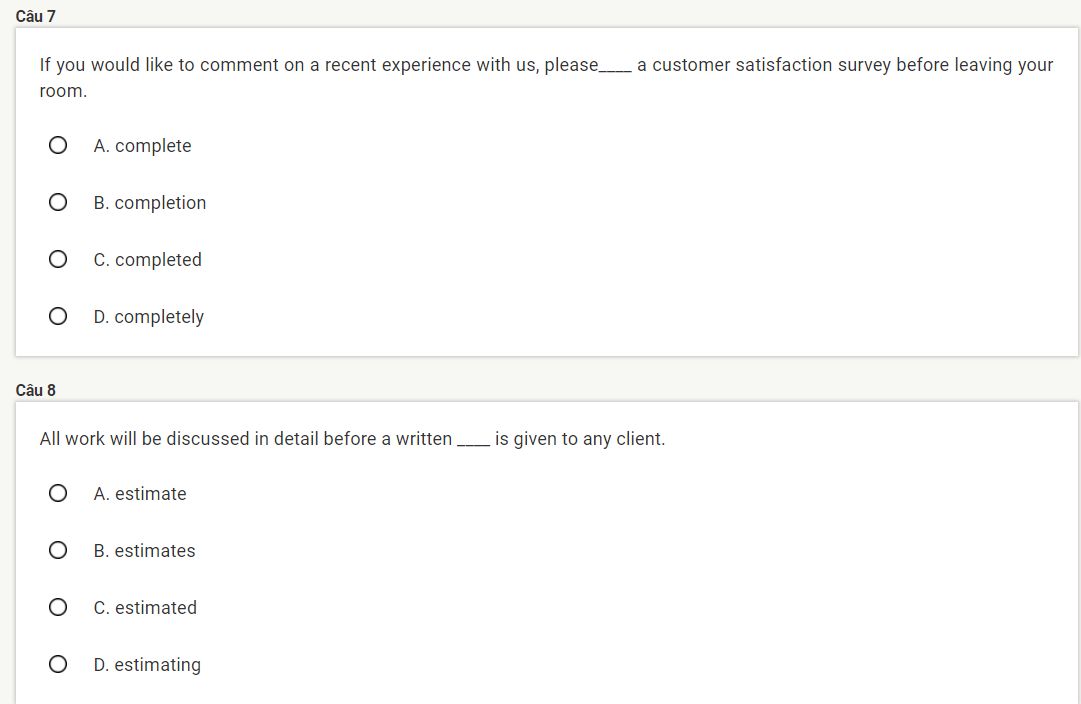 Câu 7
If you would like to comment on a recent experience with us, please____ a customer satisfaction survey before leaving your
room.
A. complete
B. completion
C. completed
D. completely
Câu 8
All work will be discussed in detail before a written ____ is given to any client.
A. estimate
B. estimates
C. estimated
D. estimating